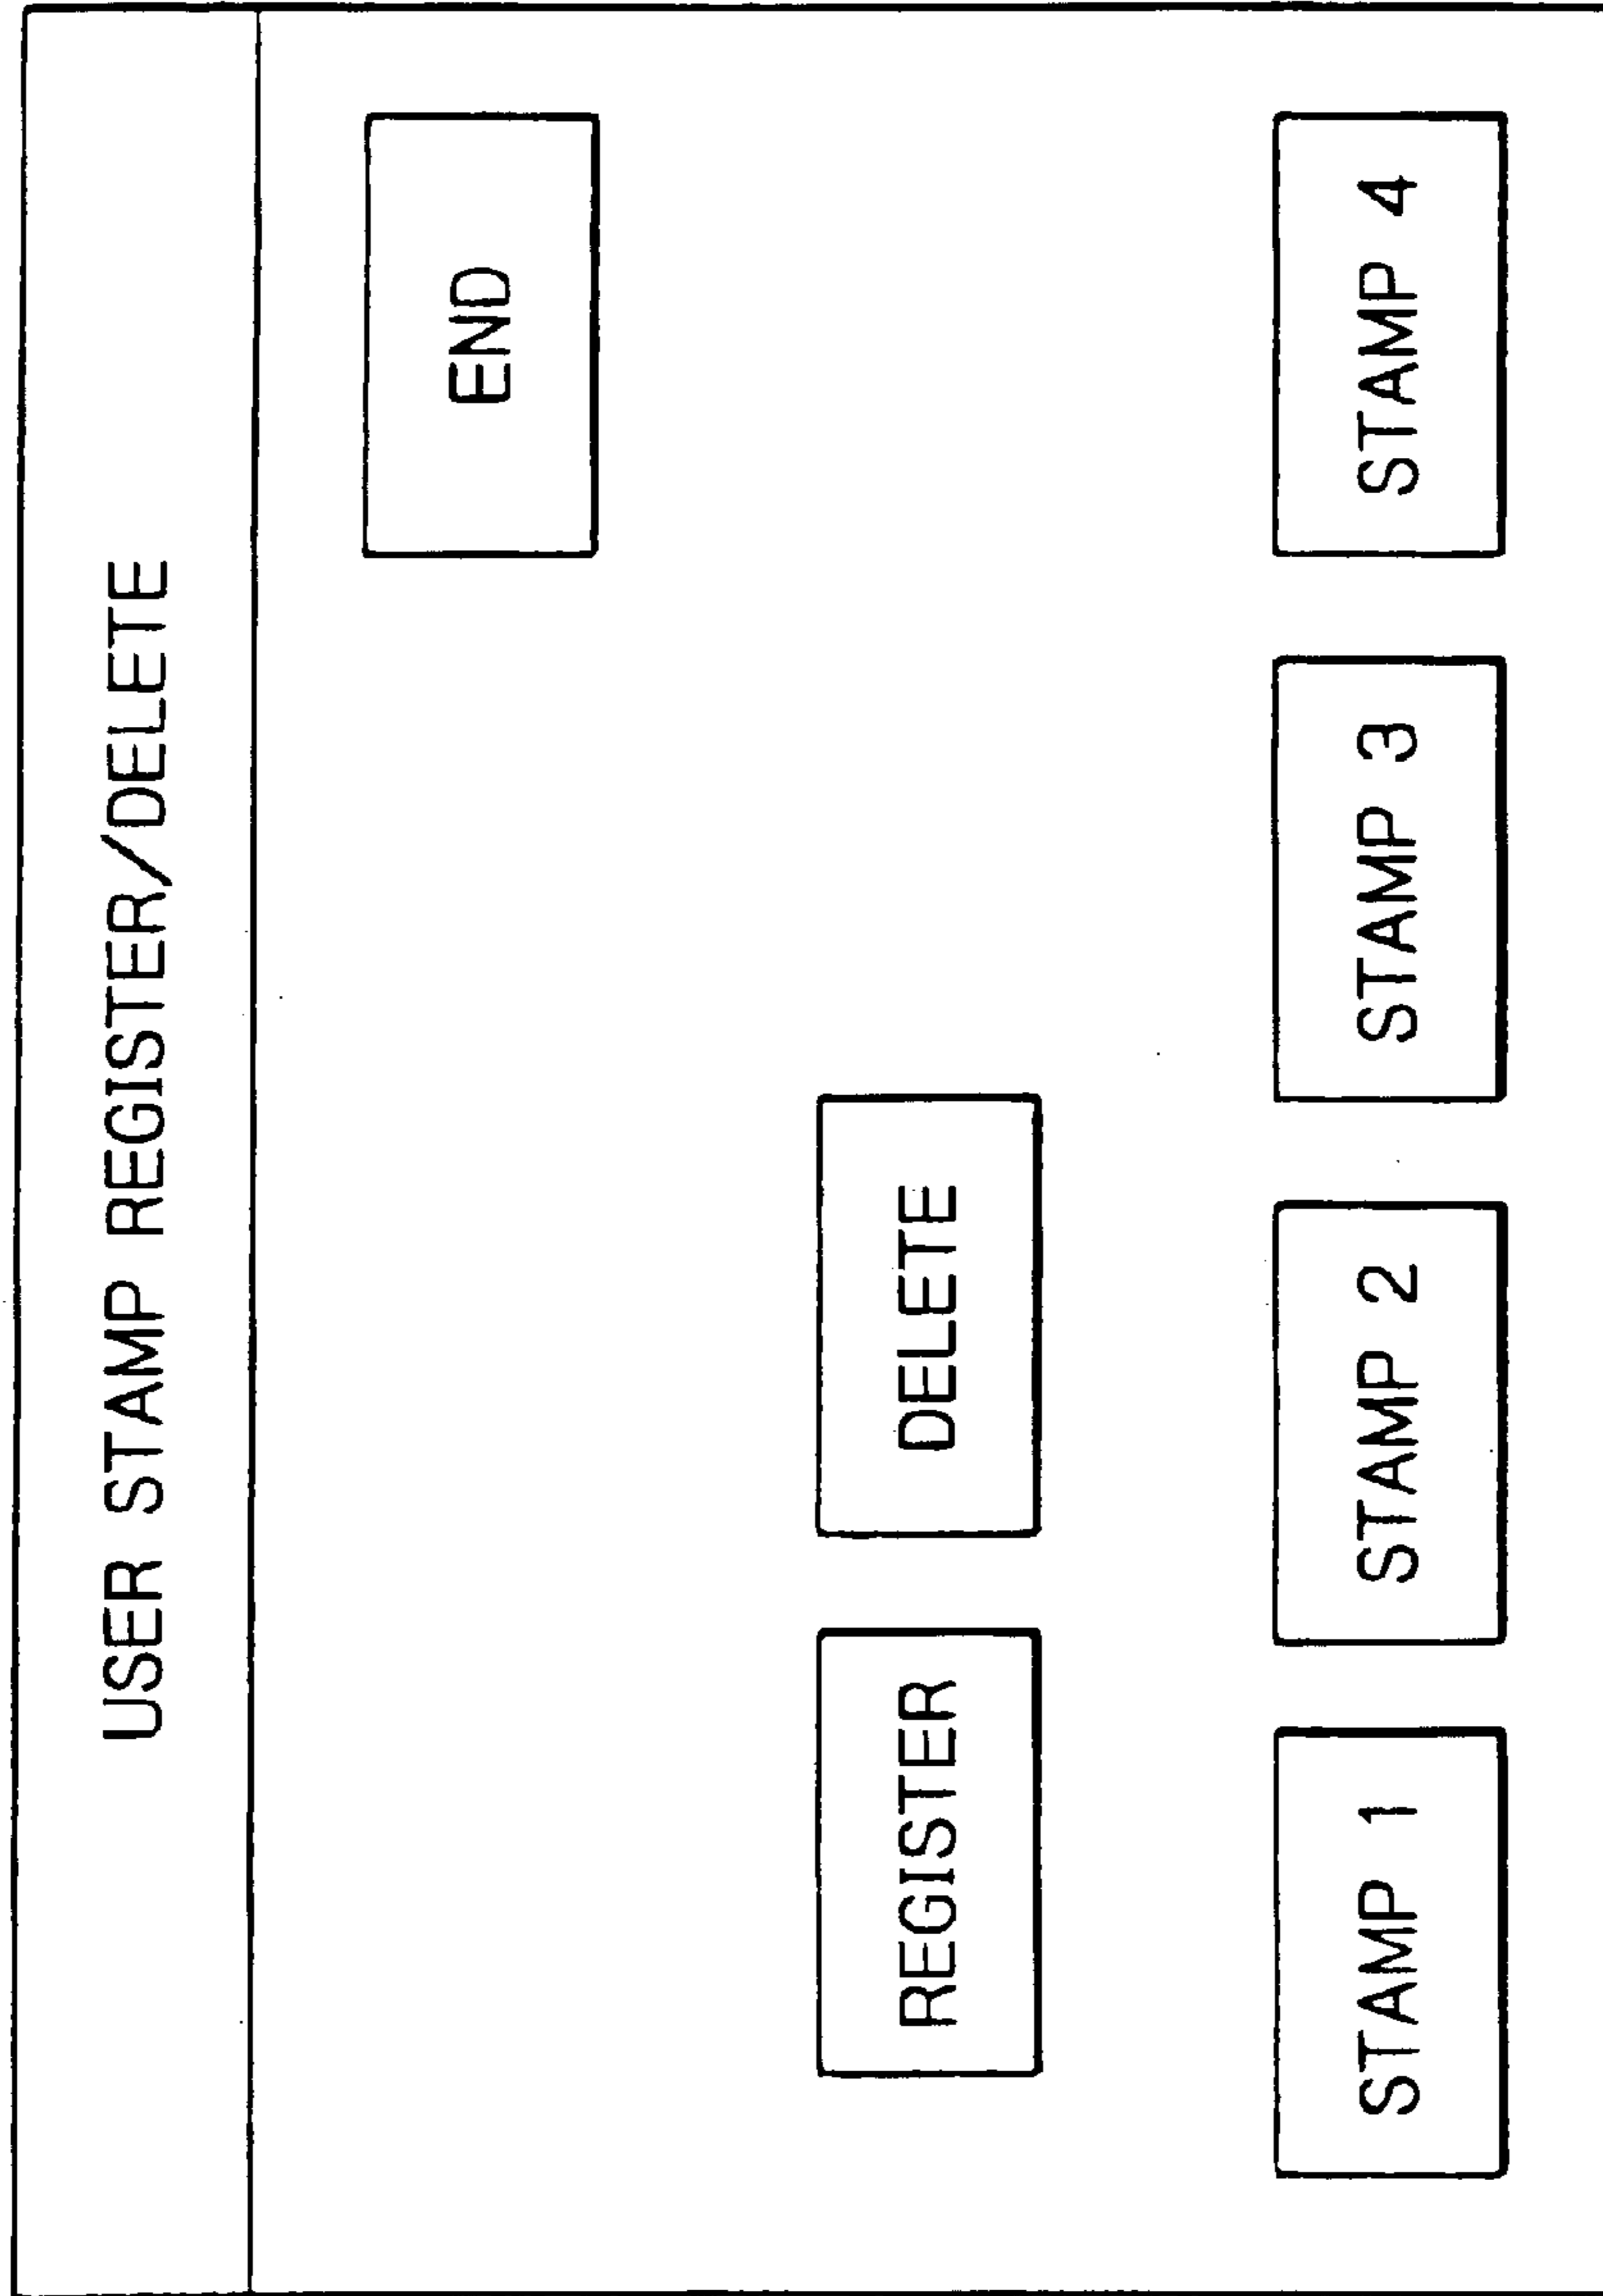 USER STAMP REGISTER/DELETE
END
REGISTER
DELETE
STAMP 1
STAMP 2
STAMP 3
STAMP 4